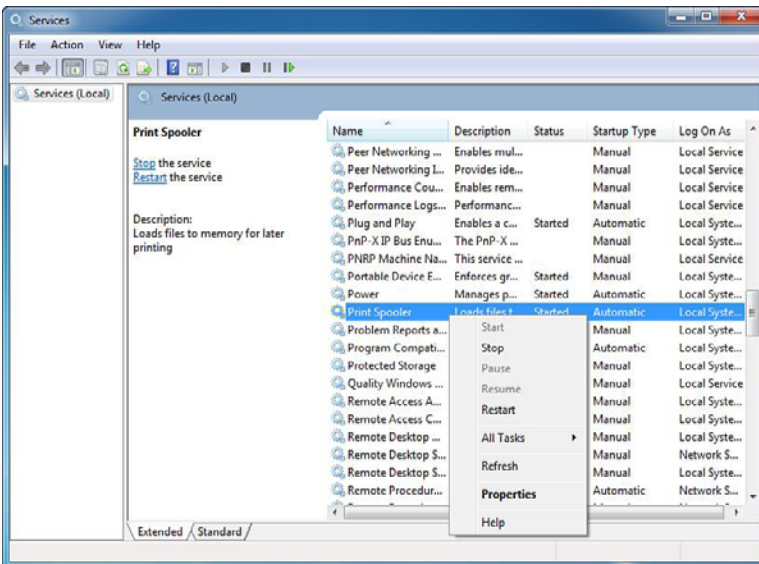 Services
File Action View Help
Services (Local)
Services (Local)
Print Spooler
Stop the service
Restart the service
Description:
Loads files to memory for later
printing
Name Description Status Startup Type Log On As
Peer Networking ... Enables mul... Manual Local Service
Peer Networking I... Provides ide... Manual Local Service
Performance Cou... Enables rem... Manual Local Service
Performance Logs... Performanc... Manual Local Service
Plug and Play Enables a c... Started Automatic Local Syste...
PnP-X IP Bus Enu... The PnP-X ... Manual Local Syste...
PNRP Machine Na... This service ... Manual Local Service
Portable Device E... Enforces gr... Started Manual Local Syste...
Power Manages p... Started Automatic Local Syste...
Print Spooler Loads files t... Started Automatic Local Syste...
Problem Reports a... Manual Local Syste...
Program Compati... Automatic Local Syste...
Protected Storage Manual Local Syste...
Quality Windows ... Manual Local Service
Remote Access A... Manual Local Syste...
Remote Access C... Manual Local Syste...
Remote Desktop ... Manual Local Syste...
Remote Desktop S... Manual Network S...
Remote Desktop S... Manual Local Syste...
Remote Procedur... Automatic Network S...
Start
Stop
Pause
Resume
Restart
All Tasks
Refresh
Properties
Help
Extended Standard